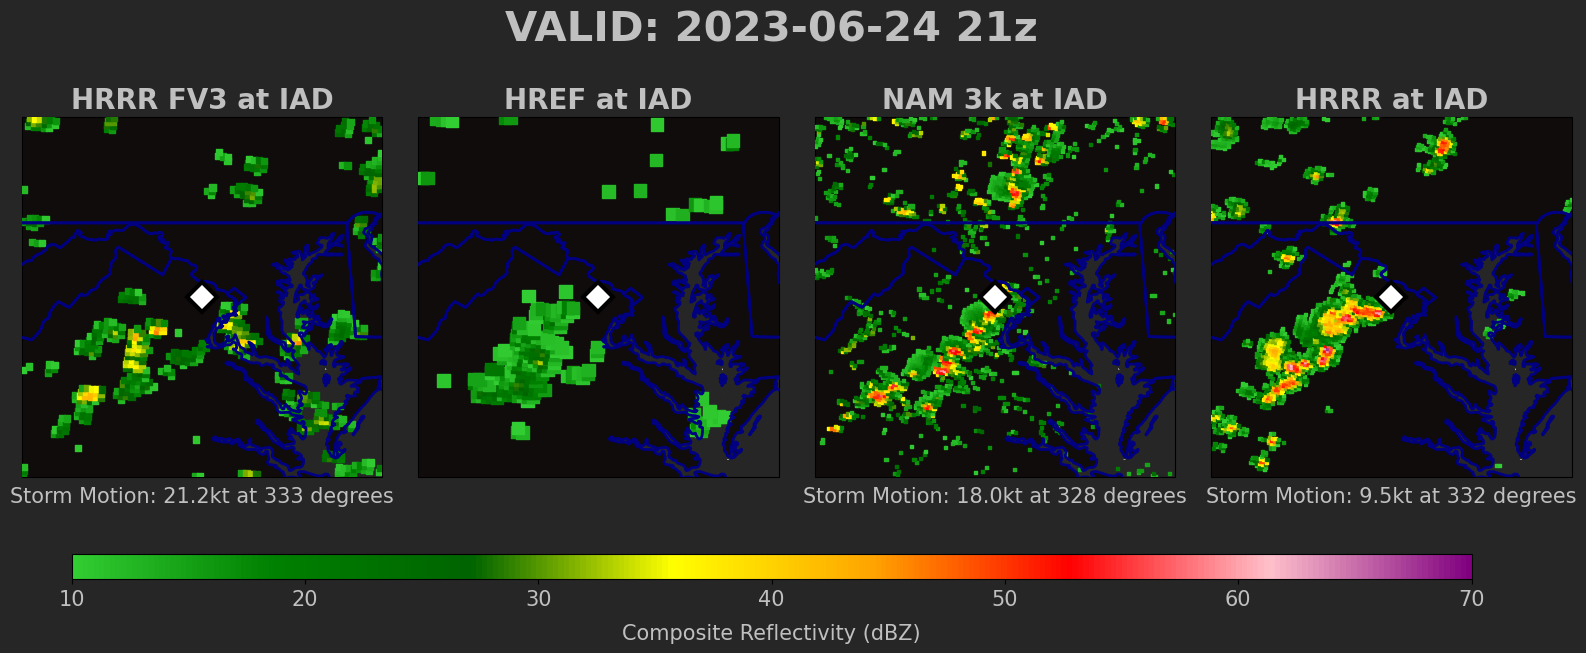 VALID: 2023-06-24 21z
HRRR FV3 at IAD
HREF at IAD
NAM 3k at IAD
HRRR at IAD
Storm Motion: 21.2kt at 333 degrees
Storm Motion: 18.0kt at 328 degrees
Storm Motion: 9.5kt at 332 degrees
10 20 30 40 50 60 70
Composite Reflectivity (dBZ)